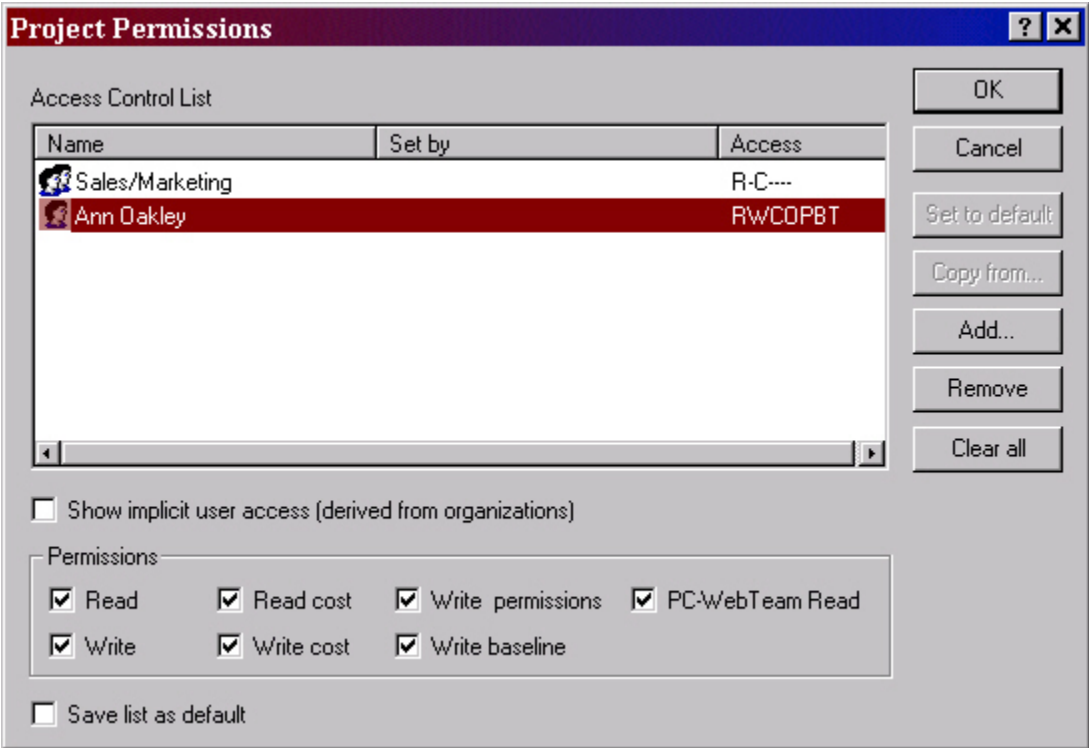 Project Permissions
Access Control List
OK
Name Set by Access
Cancel
Sales/Marketing R-C----
Ann Oakley RWCOPBT
Set to default
Copy from...
Add...
Remove
Clear all
Show implicit user access (derived from organizations)
Permissions
Read Read cost Write permissions PC-WebTeam Read
Write Write cost Write baseline
Save list as default